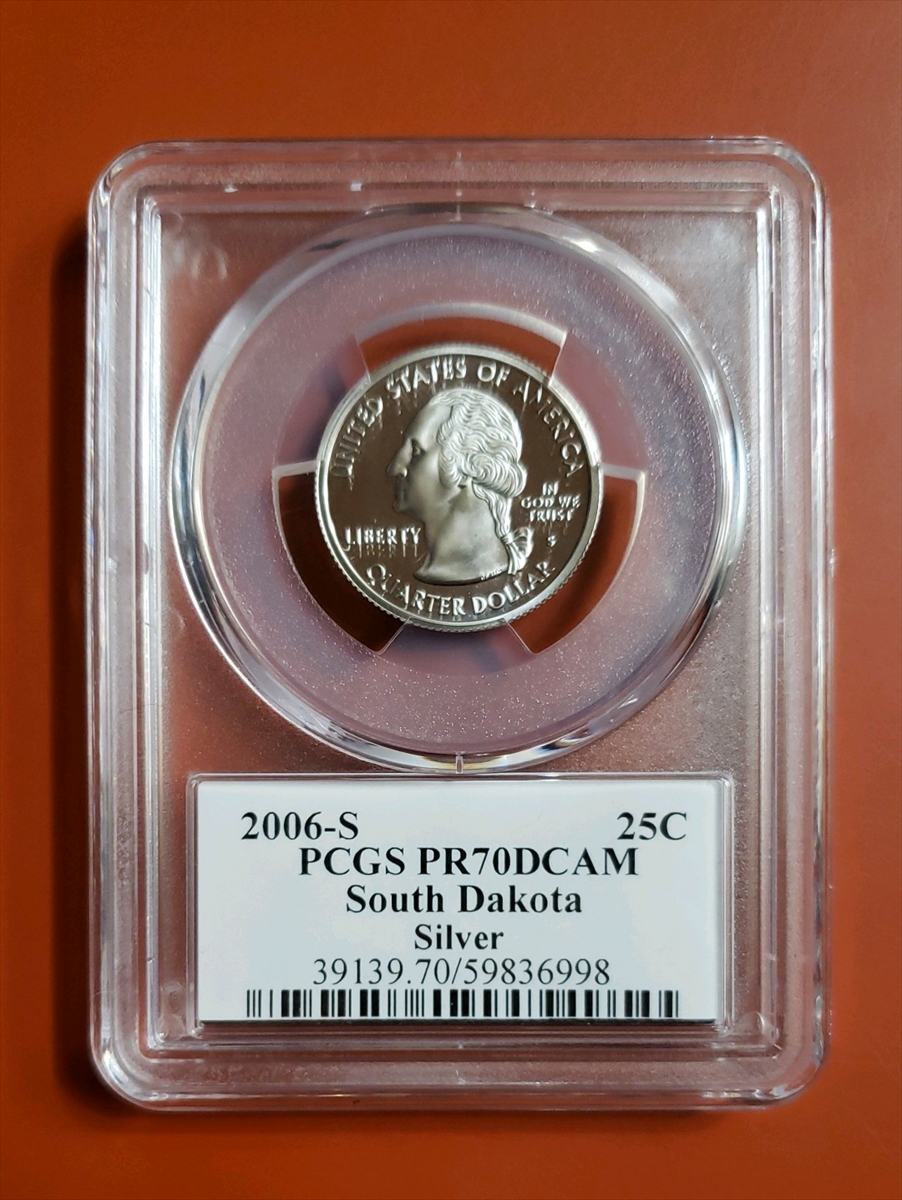 UNITED STATES OF AMERICA
IN
GOD WE
TRUST
LIBERTY
S
QUARTER DOLLAR
2006-S 25C
PCGS PR70DCAM
South Dakota
Silver
39139.70/59836998